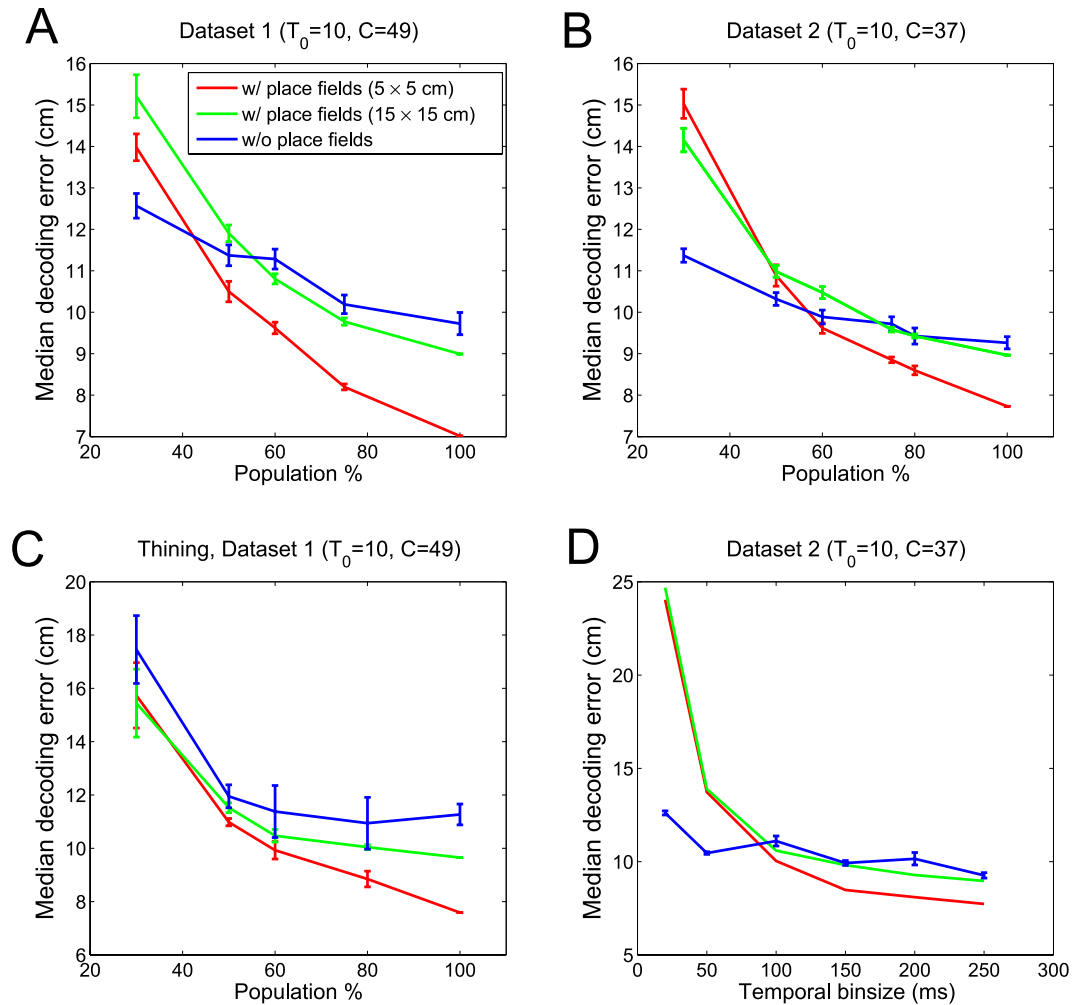 A
Dataset 1 (T0=10, C=49)
16
15
14
13
12
11
10
9
8
7
Median decoding error (cm)
w/ place fields (5 × 5 cm)
w/ place fields (15 × 15 cm)
w/o place fields
20
40
60
80
100
Population %
B
Dataset 2 (T0=10, C=37)
16
15
14
13
12
11
10
9
8
7
Median decoding error (cm)
20
40
60
80
100
Population %
C
Thining, Dataset 1 (T0=10, C=49)
20
18
16
14
12
10
8
6
Median decoding error (cm)
20
40
60
80
100
Population %
D
Dataset 2 (T0=10, C=37)
25
20
15
10
5
Median decoding error (cm)
0
50
100
150
200
250
300
Temporal binsize (ms)